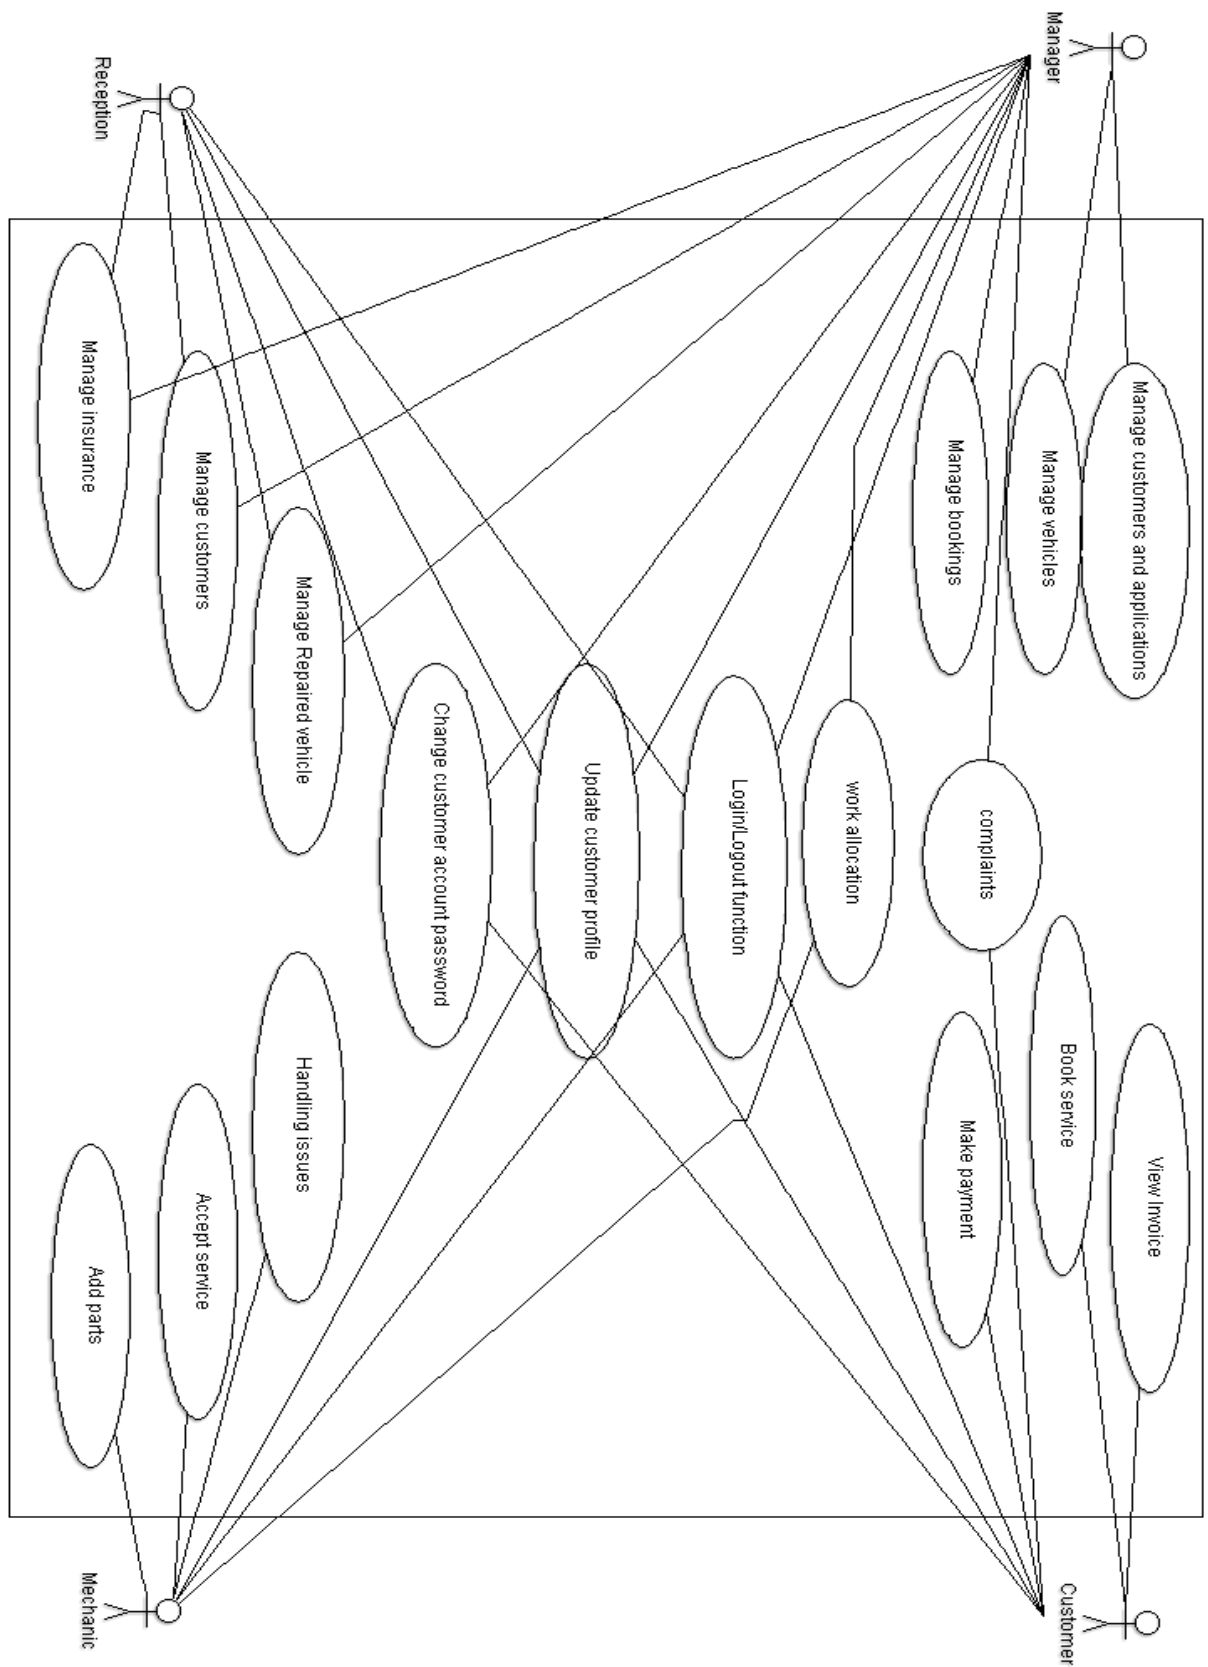 Manager
Customer
Reception
Mechanic
Manage customers and applications
Manage vehicles
Manage bookings
complaints
View Invoice
Book service
Make payment
work allocation
Login/Logout function
Update customer profile
Change customer account password
Manage Repaired vehicle
Manage customers
Manage insurance
Handling issues
Accept service
Add parts